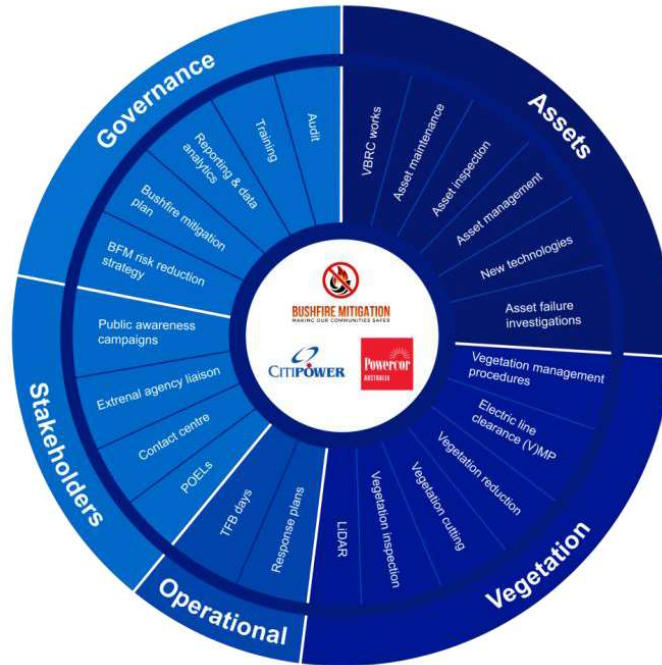 Governance
Audit
Training
Reporting & data
analytics
Bushfire mitigation
plan
BFM risk reduction
strategy
Assets
VBRC works
Asset maintenance
Asset inspection
Asset management
New technologies
Asset failure
investigations
Vegetation
Vegetation management
procedures
Electric line
clearance (V)MP
Vegetation reduction
Vegetation cutting
Vegetation inspection
LiDAR
Operational
Response plans
TFB days
Stakeholders
POELs
Contact centre
Extrenal agency liaison
Public awareness
campaigns
BUSHFIRE MITIGATION
MAKING OUR COMMUNITIES SAFER
CITIPOWER
Powercor
AUSTRALIA